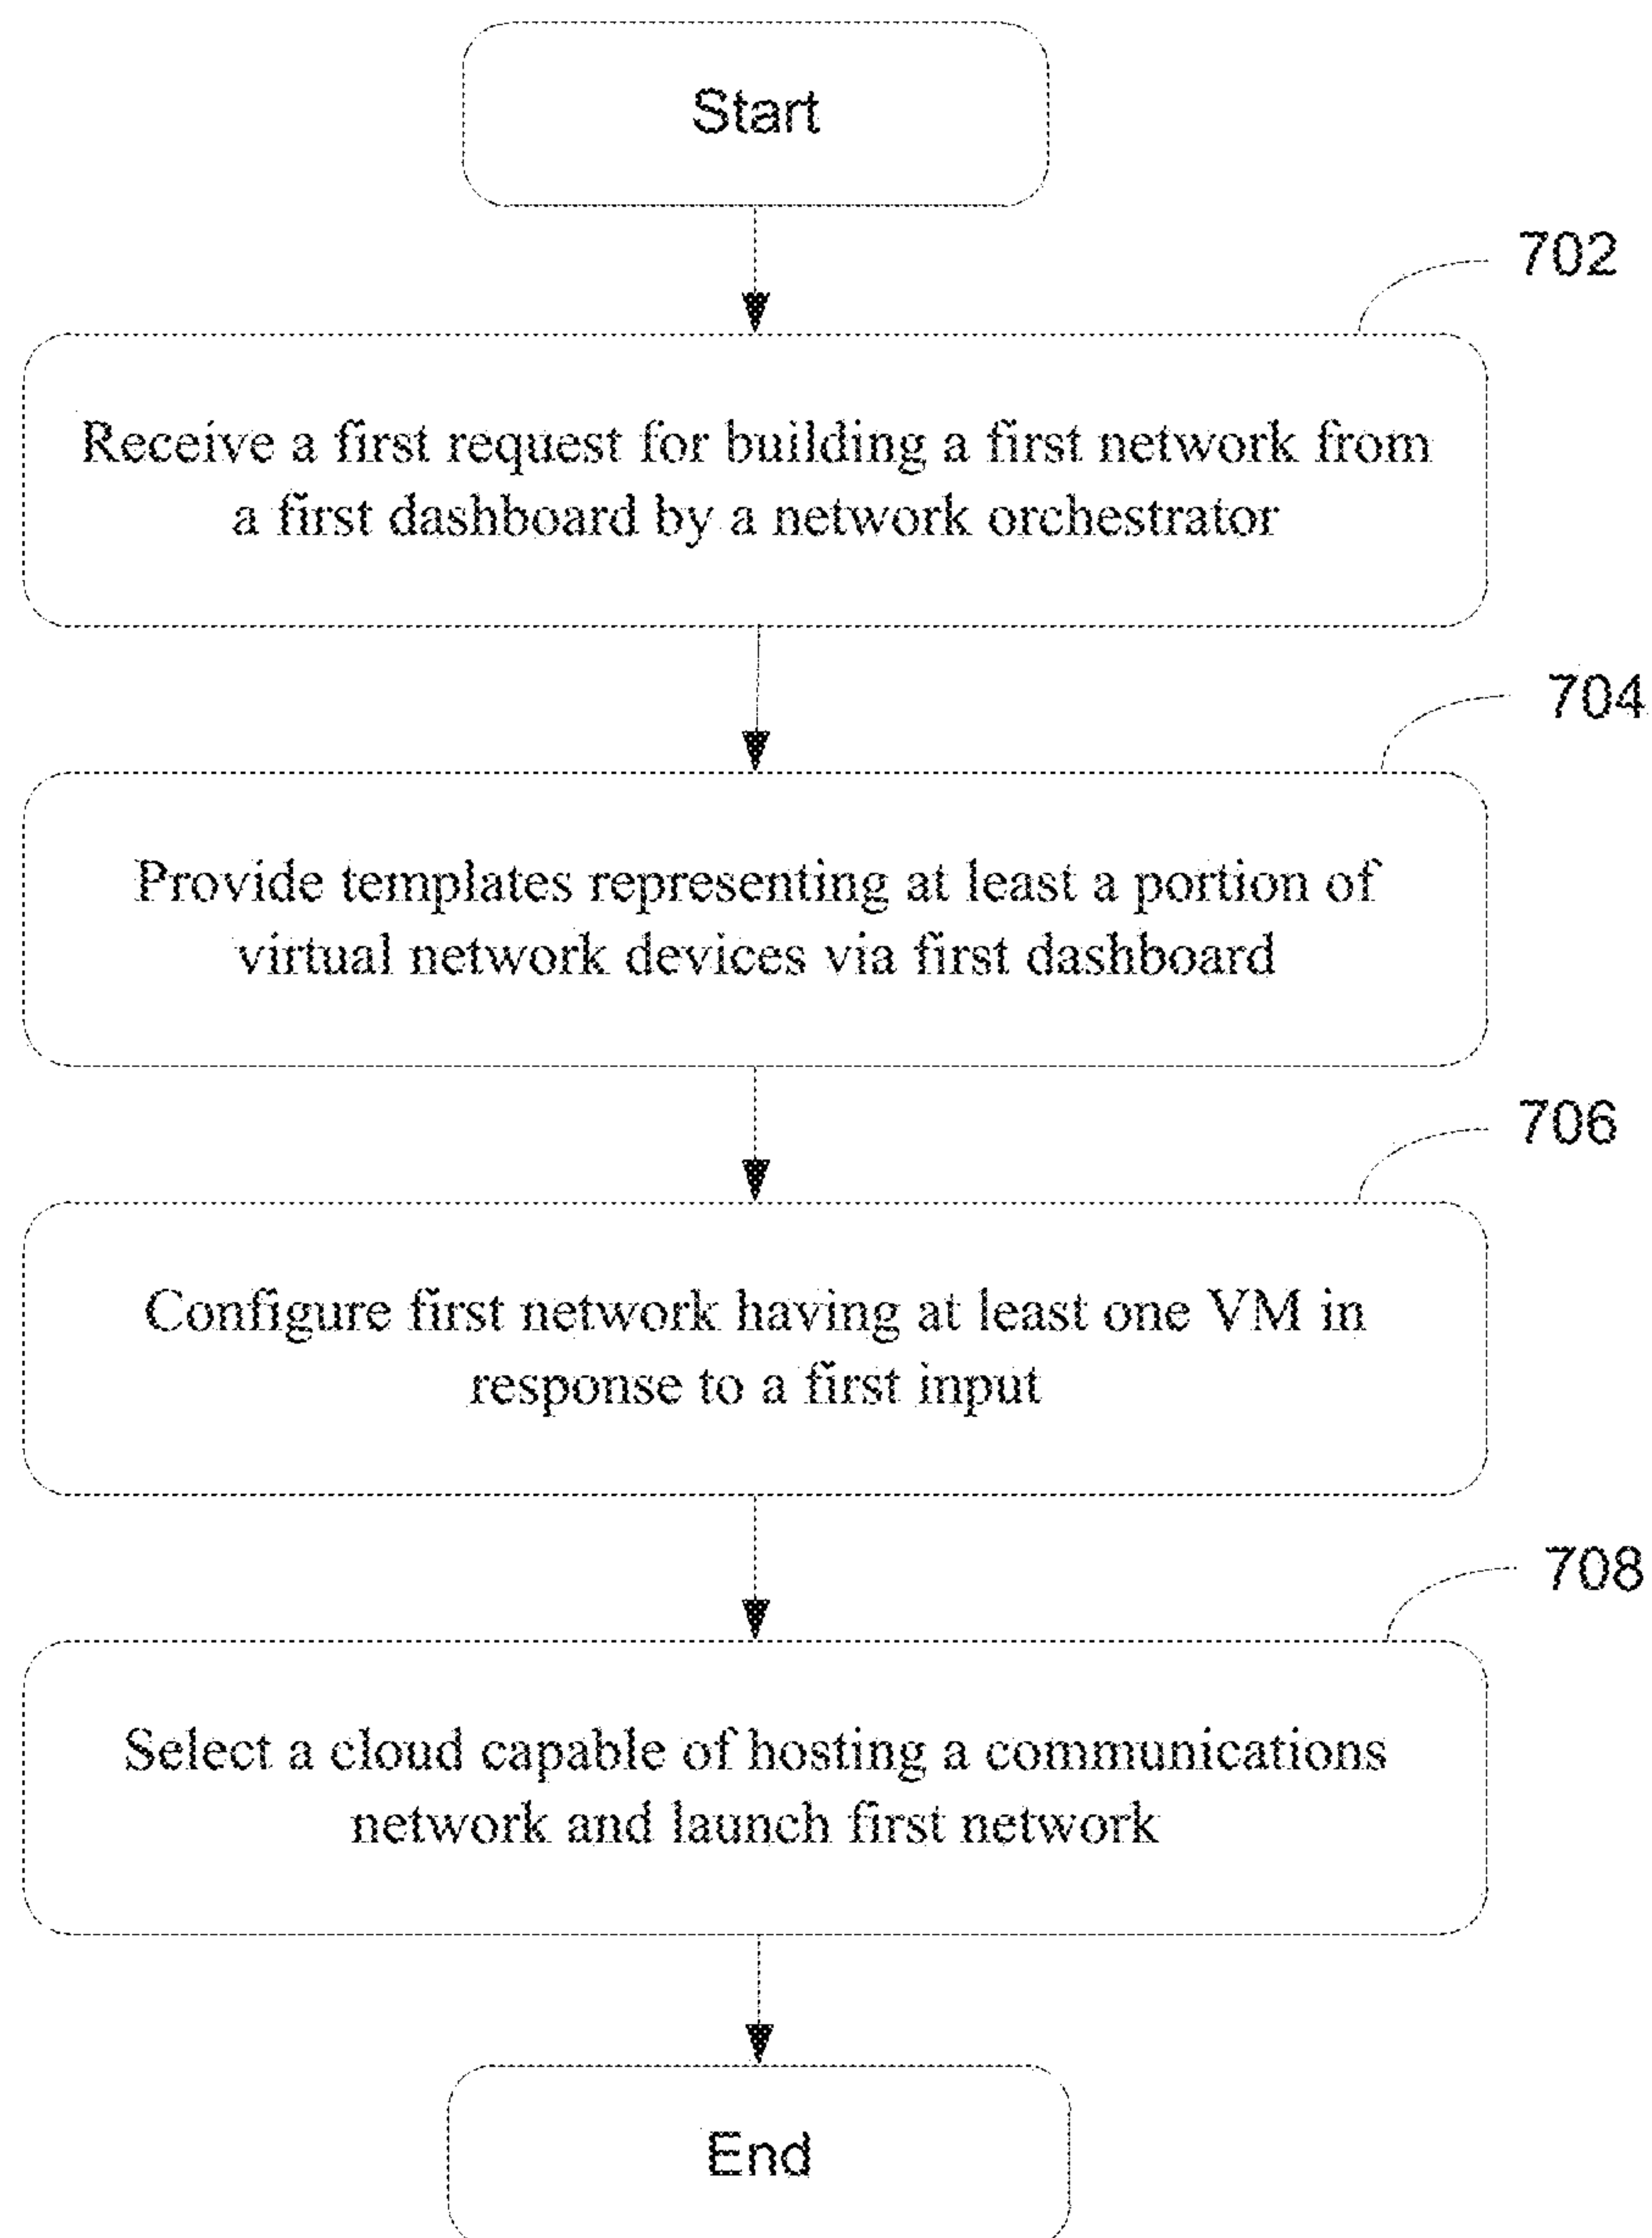 Start
702
Receive a first request for building a first network from
a first dashboard by a network orchestrator
704
Provide templates representing at least a portion of
virtual network devices via first dashboard
706
Configure first network having at least one VM in
response to a first input
708
Select a cloud capable of hosting a communications
network and launch first network
End